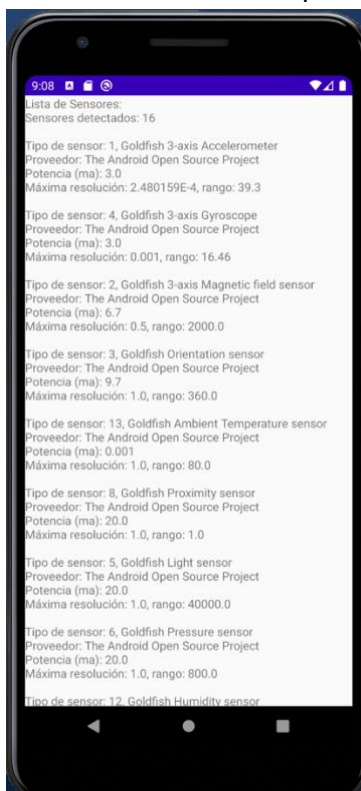 9:08
Lista de Sensores:
Sensores detectados: 16
Tipo de sensor: 1, Goldfish 3-axis Accelerometer
Proveedor: The Android Open Source Project
Potencia (ma): 3.0
Máxima resolución: 2.480159E-4, rango: 39.3
Tipo de sensor: 4, Goldfish 3-axis Gyroscope
Proveedor: The Android Open Source Project
Potencia (ma): 3.0
Máxima resolución: 0.001, rango: 16.46
Tipo de sensor: 2, Goldfish 3-axis Magnetic field sensor
Proveedor: The Android Open Source Project
Potencia (ma): 6.7
Máxima resolución: 0.5, rango: 2000.0
Tipo de sensor: 3, Goldfish Orientation sensor
Proveedor: The Android Open Source Project
Potencia (ma): 9.7
Máxima resolución: 1.0, rango: 360.0
Tipo de sensor: 13, Goldfish Ambient Temperature sensor
Proveedor: The Android Open Source Project
Potencia (ma): 0.001
Máxima resolución: 1.0, rango: 80.0
Tipo de sensor: 8, Goldfish Proximity sensor
Proveedor: The Android Open Source Project
Potencia (ma): 20.0
Máxima resolución: 1.0, rango: 1.0
Tipo de sensor: 5, Goldfish Light sensor
Proveedor: The Android Open Source Project
Potencia (ma): 20.0
Máxima resolución: 1.0, rango: 40000.0
Tipo de sensor: 6, Goldfish Pressure sensor
Proveedor: The Android Open Source Project
Potencia (ma): 20.0
Máxima resolución: 1.0, rango: 800.0
Tipo de sensor: 12, Goldfish Humidity sensor